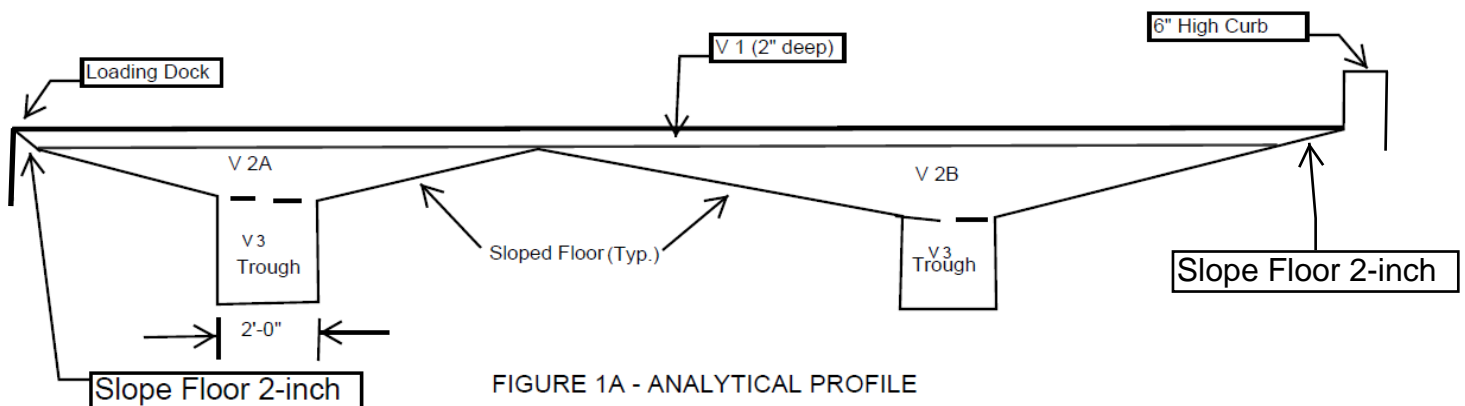 6" High Curb
V 1 (2" deep)
Loading Dock
V 2A
V 2B
V 3
Trough
Sloped Floor (Typ.)
V 3
Trough
Slope Floor 2-inch
2'-0"
Slope Floor 2-inch
FIGURE 1A - ANALYTICAL PROFILE